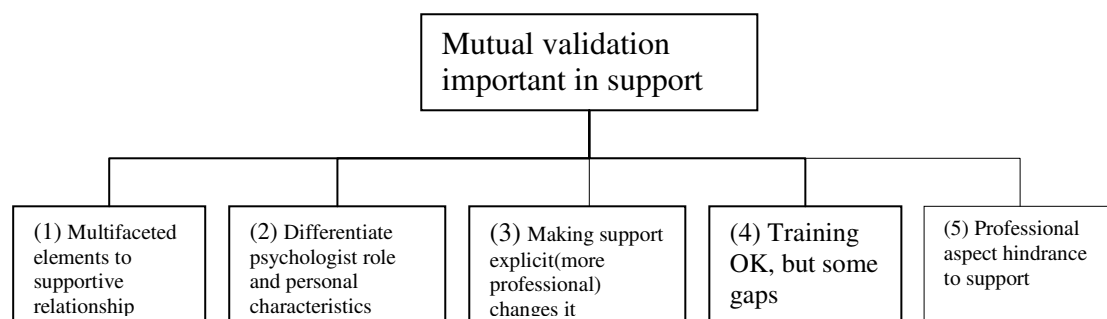 Mutual validation
important in support
(1) Multifaceted
elements to
supportive
relationship
(2) Differentiate
psychologist role
and personal
characteristics
(3) Making support
explicit(more
professional)
changes it
(4) Training
OK, but some
gaps
(5) Professional
aspect hindrance
to support